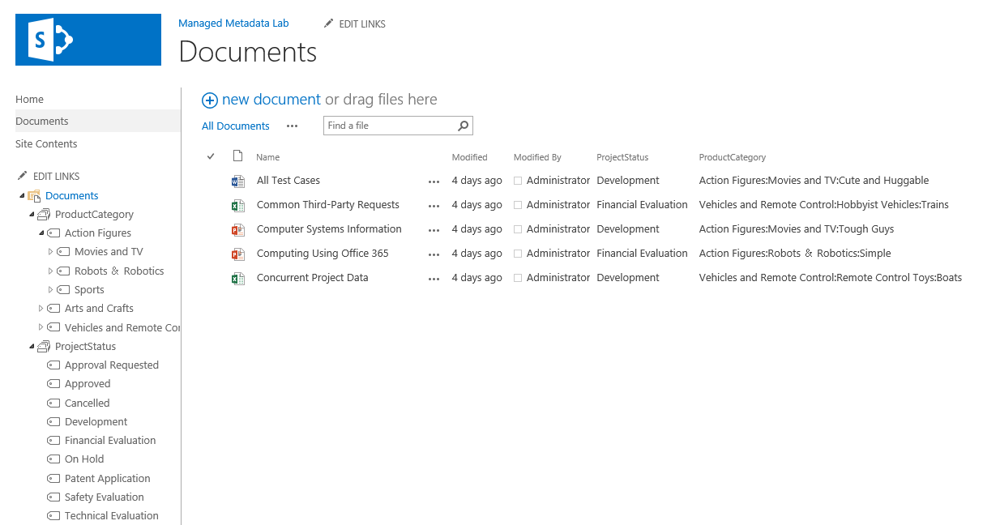 S
Managed Metadata Lab EDIT LINKS
Documents
Home
Documents
Site Contents
EDIT LINKS
Documents
ProductCategory
Action Figures
Movies and TV
Robots & Robotics
Sports
Arts and Crafts
Vehicles and Remote Co
ProjectStatus
Approval Requested
Approved
Cancelled
Development
Financial Evaluation
On Hold
Patent Application
Safety Evaluation
Technical Evaluation
new document or drag files here
All Documents ••• Find a file
Name Modified Modified By ProjectStatus ProductCategory
All Test Cases ••• 4 days ago Administrator Development Action Figures:Movies and TV:Cute and Huggable
Common Third-Party Requests ••• 4 days ago Administrator Financial Evaluation Vehicles and Remote Control:Hobbyist Vehicles:Trains
Computer Systems Information ••• 4 days ago Administrator Development Action Figures:Movies and TV:Tough Guys
Computing Using Office 365 ••• 4 days ago Administrator Financial Evaluation Action Figures:Robots & Robotics:Simple
Concurrent Project Data ••• 4 days ago Administrator Development Vehicles and Remote Control:Remote Control Toys:Boats